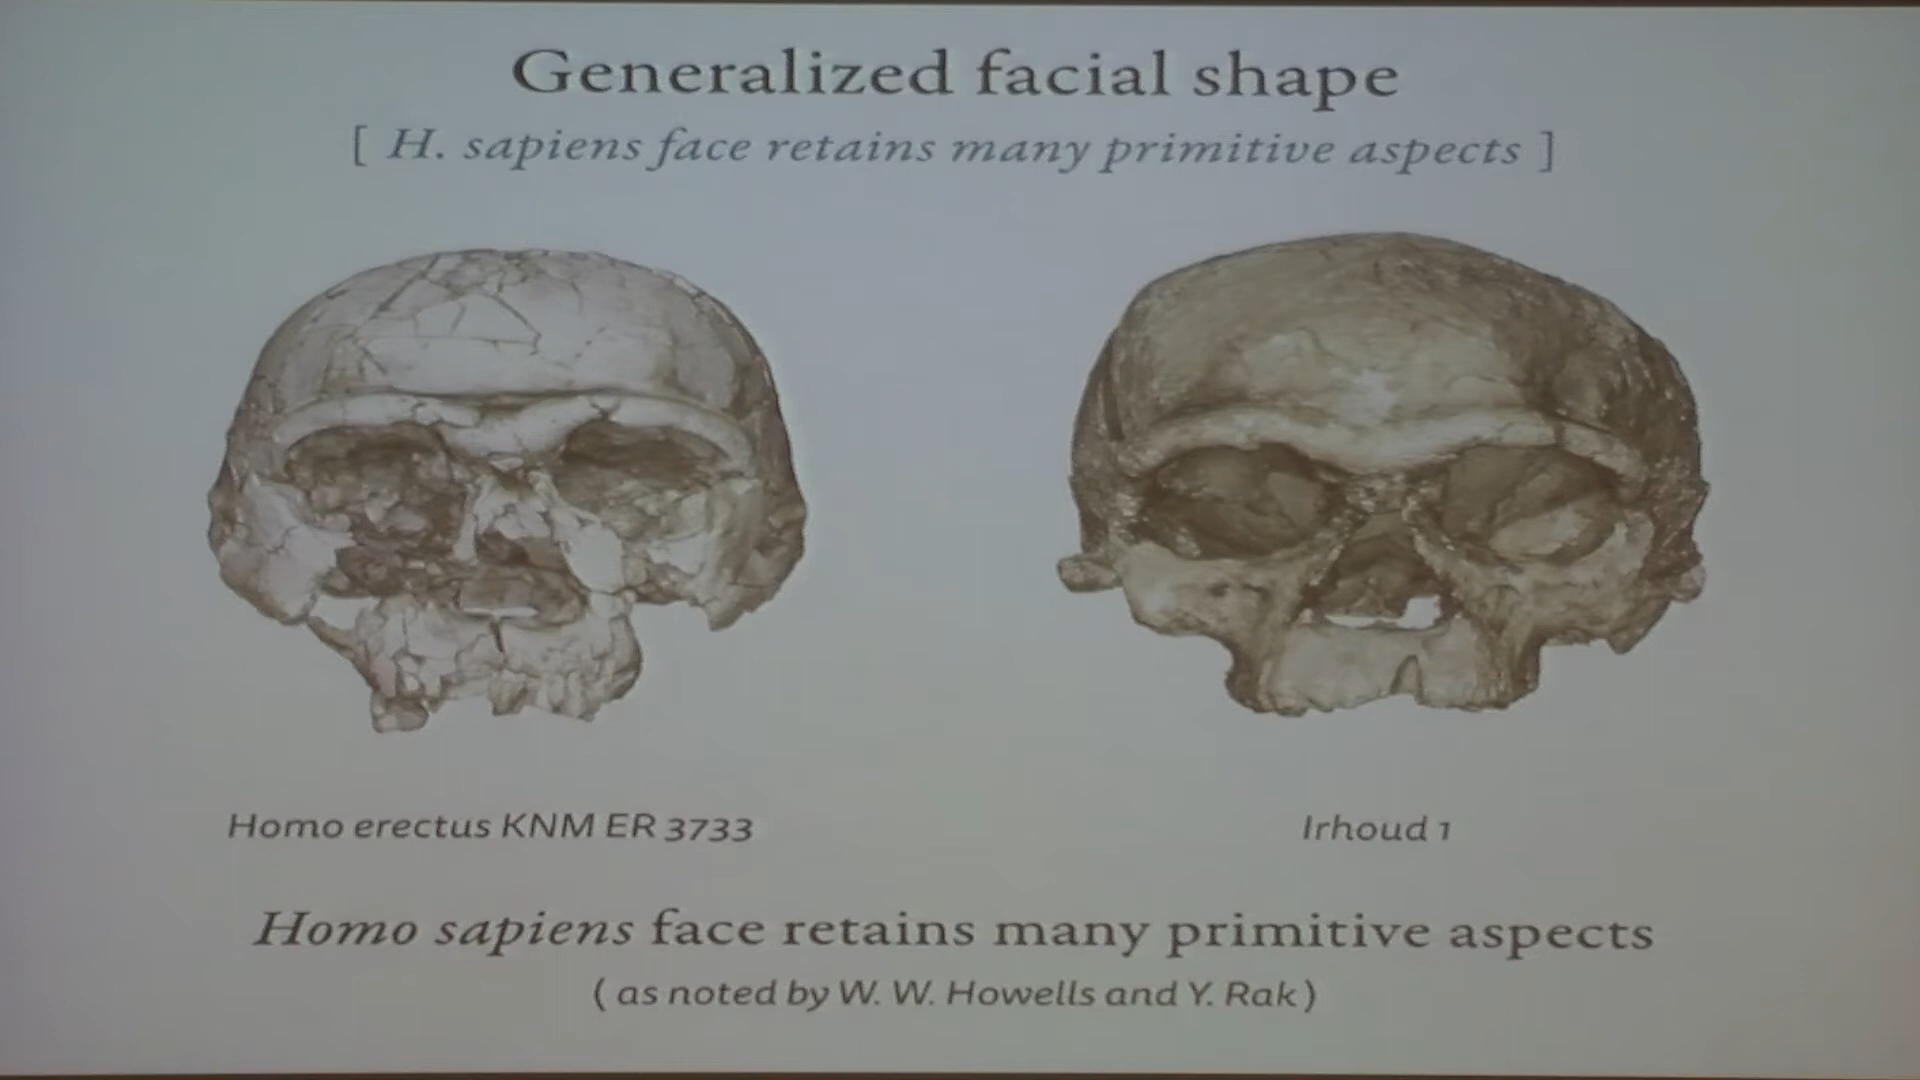 Generalized facial shape
[ H. sapiens face retains many primitive aspects ]
Homo erectus KNM ER 3733
Irhoud 1
Homo sapiens face retains many primitive aspects
( as noted by W. W. Howells and Y. Rak )